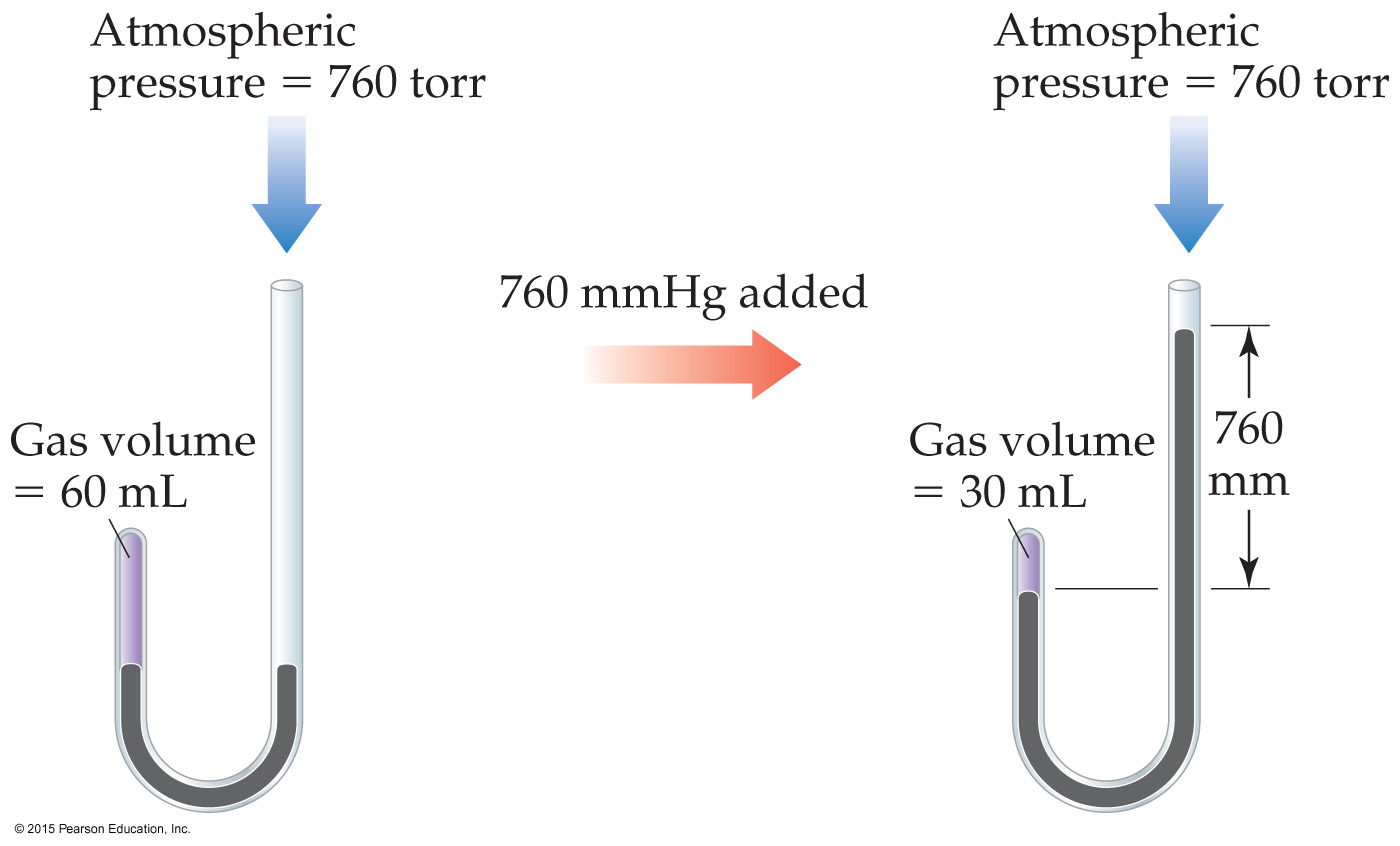 Atmospheric
pressure = 760 torr
Atmospheric
pressure = 760 torr
760 mmHg added
Gas volume
= 60 mL
Gas volume
= 30 mL
760
mm
© 2015 Pearson Education, Inc.